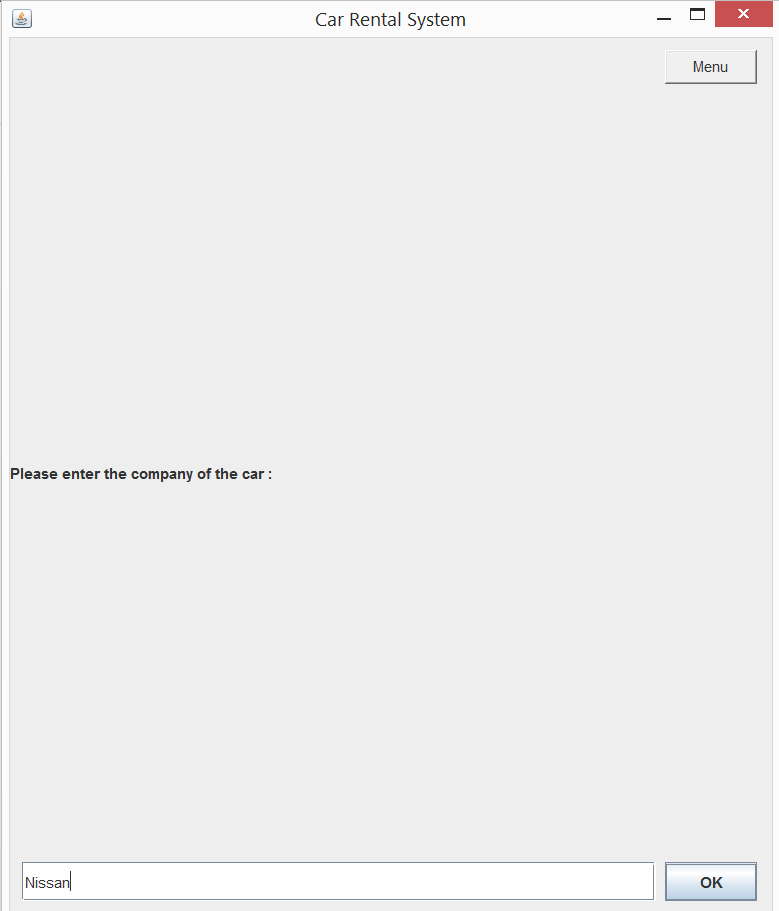 Car Rental System
Menu
Please enter the company of the car :
Nissan
OK